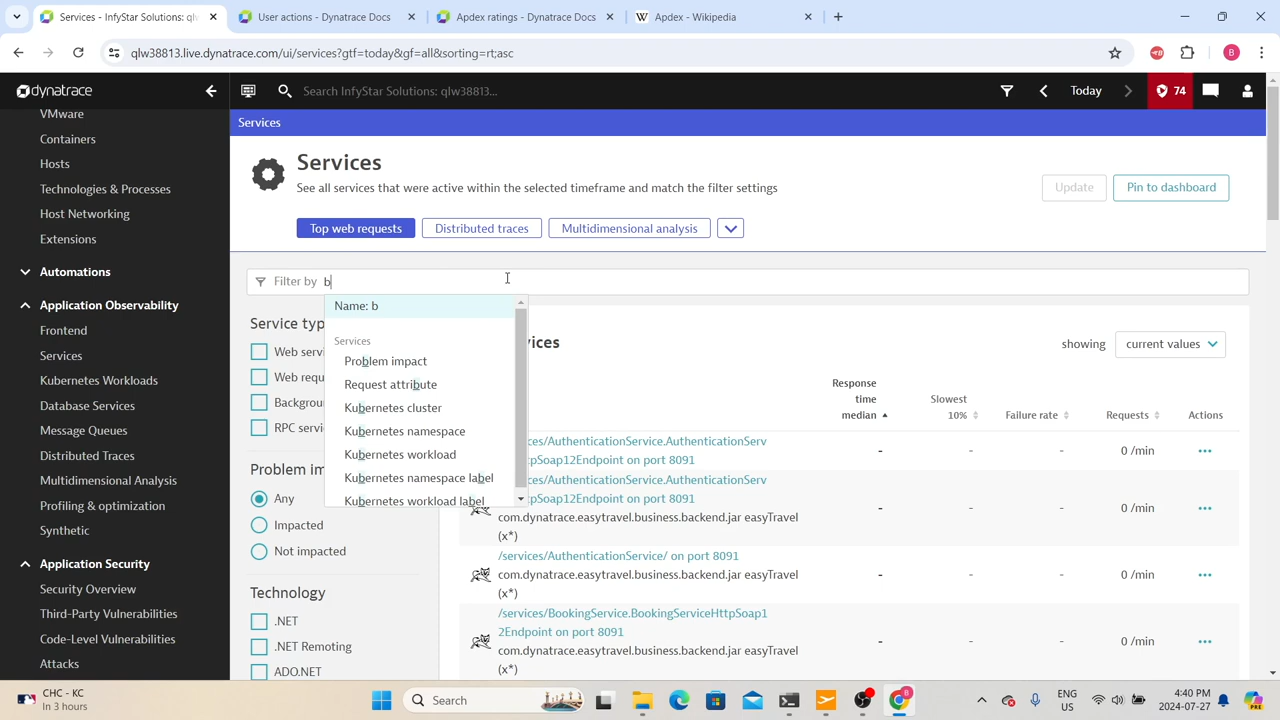 Services - InfyStar Solutions: ql
User actions - Dynatrace Docs
Apdex ratings - Dynatrace Docs
W Apdex - Wikipedia
qlw38813.live.dynatrace.com/ui/services?gtf=today&gf=all&sorting=rt;asc
B
dynatrace
Search InfyStar Solutions: qlw38813...
Today
74
VMware
Containers
Hosts
Technologies & Processes
Host Networking
Extensions
Automations
Application Observability
Frontend
Services
Kubernetes Workloads
Database Services
Message Queues
Distributed Traces
Multidimensional Analysis
Profiling & optimization
Synthetic
Application Security
Security Overview
Third-Party Vulnerabilities
Code-Level Vulnerabilities
Attacks
Services
Services
See all services that were active within the selected timeframe and match the filter settings
Update
Pin to dashboard
Top web requests
Distributed traces
Multidimensional analysis
Filter by b
Name: b
Services
Problem impact
Request attribute
Kubernetes cluster
Kubernetes namespace
Kubernetes workload
Kubernetes namespace label
Kubernetes workload label
Service typ
Web servi
Web requ
Backgrou
RPC servi
Problem im
Any
Impacted
Not impacted
Technology
.NET
.NET Remoting
ADO.NET
vices
showing
current values
Response time median
Slowest 10%
Failure rate
Requests
Actions
ces/AuthenticationService.AuthenticationServ
tpSoap12Endpoint on port 8091
-
-
-
0 /min
ces/AuthenticationService.AuthenticationServ
tpSoap12Endpoint on port 8091
com.dynatrace.easytravel.business.backend.jar easyTravel
(x*)
-
-
-
0 /min
/services/AuthenticationService/ on port 8091
com.dynatrace.easytravel.business.backend.jar easyTravel
(x*)
-
-
-
0 /min
/services/BookingService.BookingServiceHttpSoap1
2Endpoint on port 8091
com.dynatrace.easytravel.business.backend.jar easyTravel
(x*)
-
-
-
0 /min
CHC - KC
In 3 hours
Search
B
ENG
US
4:40 PM
2024-07-27
PRE